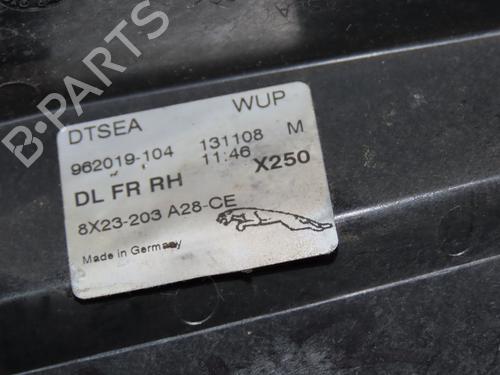 B-PARTS
DTSEA WUP
962019-104 131108 M
11:46
DL FR RH X250
8X23-203 A28-CE
Made in Germany